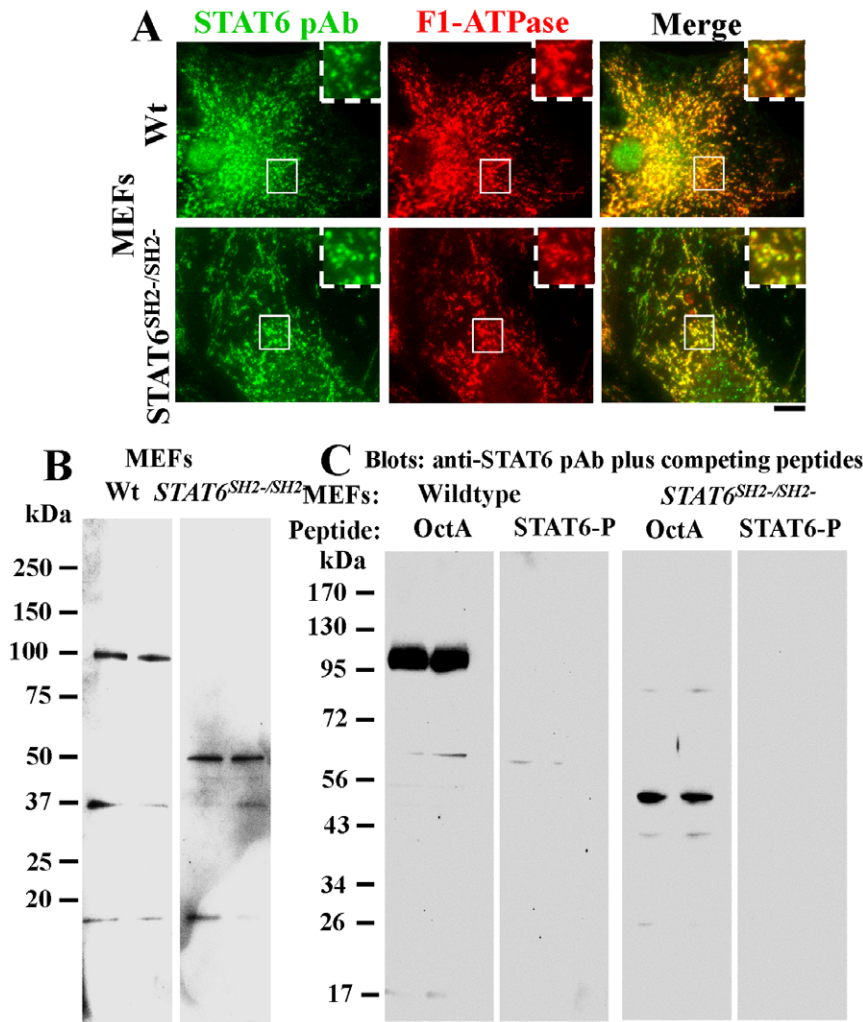 A STAT6 pAb F1-ATPase Merge
MEFs
Wt
STAT6SH2-/SH2-
B MEFs
Wt STAT6SH2-/SH2-
kDa
250
150
100
75
50
37
25
20
C Blots: anti-STAT6 pAb plus competing peptides
MEFs: Wildtype STAT6SH2-/SH2-
Peptide: OctA STAT6-P OctA STAT6-P
kDa
170
130
95
72
56
43
34
26
17